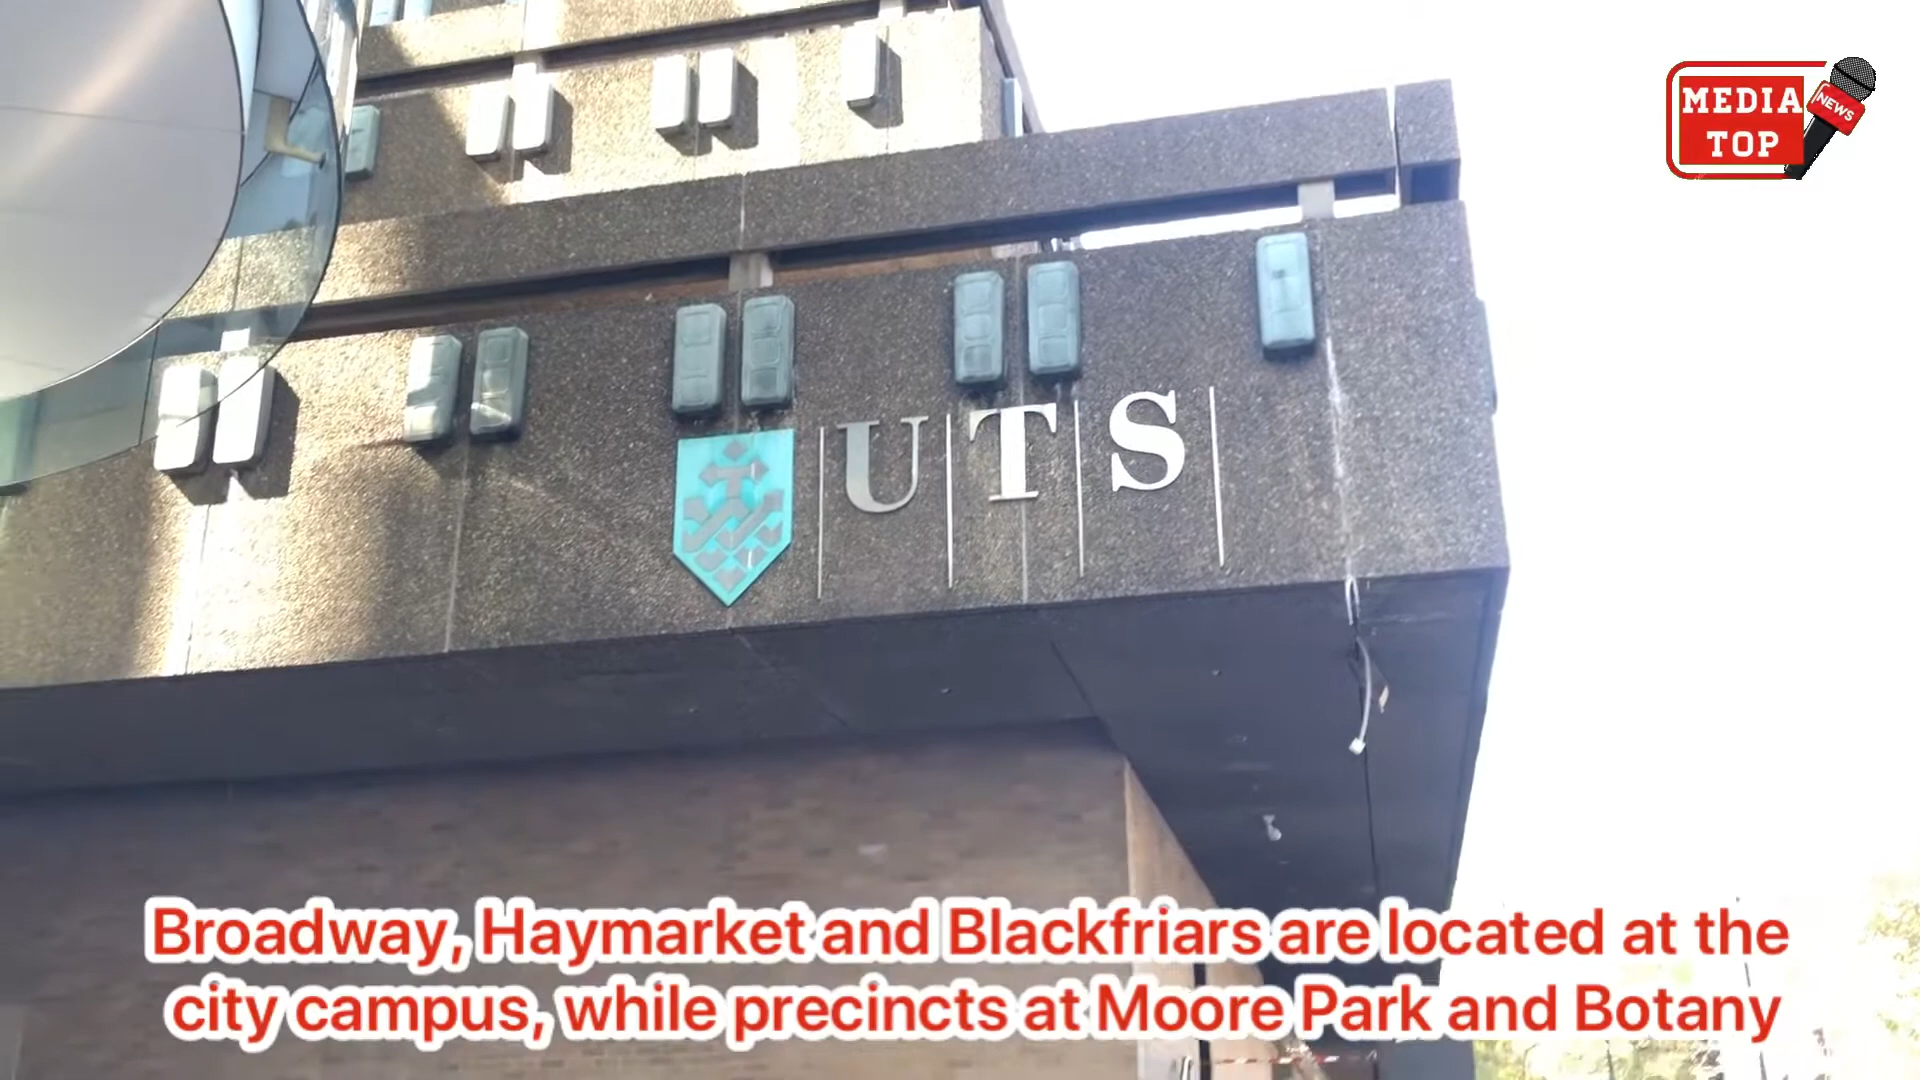 MEDIA
TOP
NEWS
UTS
Broadway, Haymarket and Blackfriars are located at the
city campus, while precincts at Moore Park and Botany